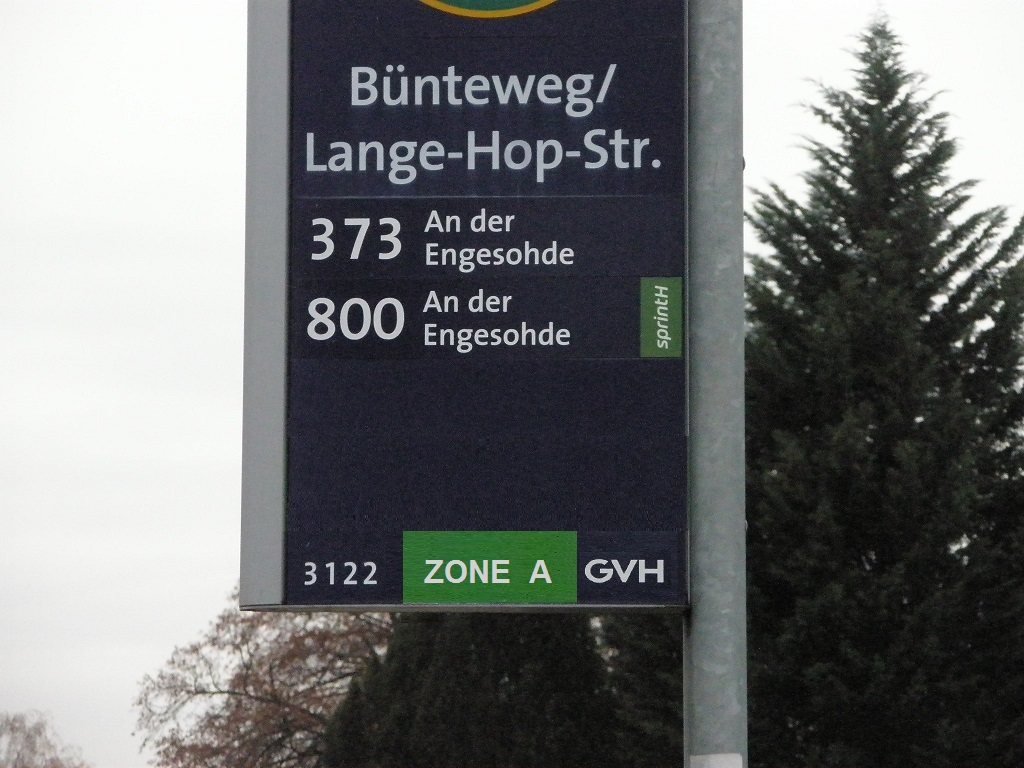 Bünteweg/
Lange-Hop-Str.
373 An der
Engesohde
800 An der
Engesohde
sprintH
3122 ZONE A GVH